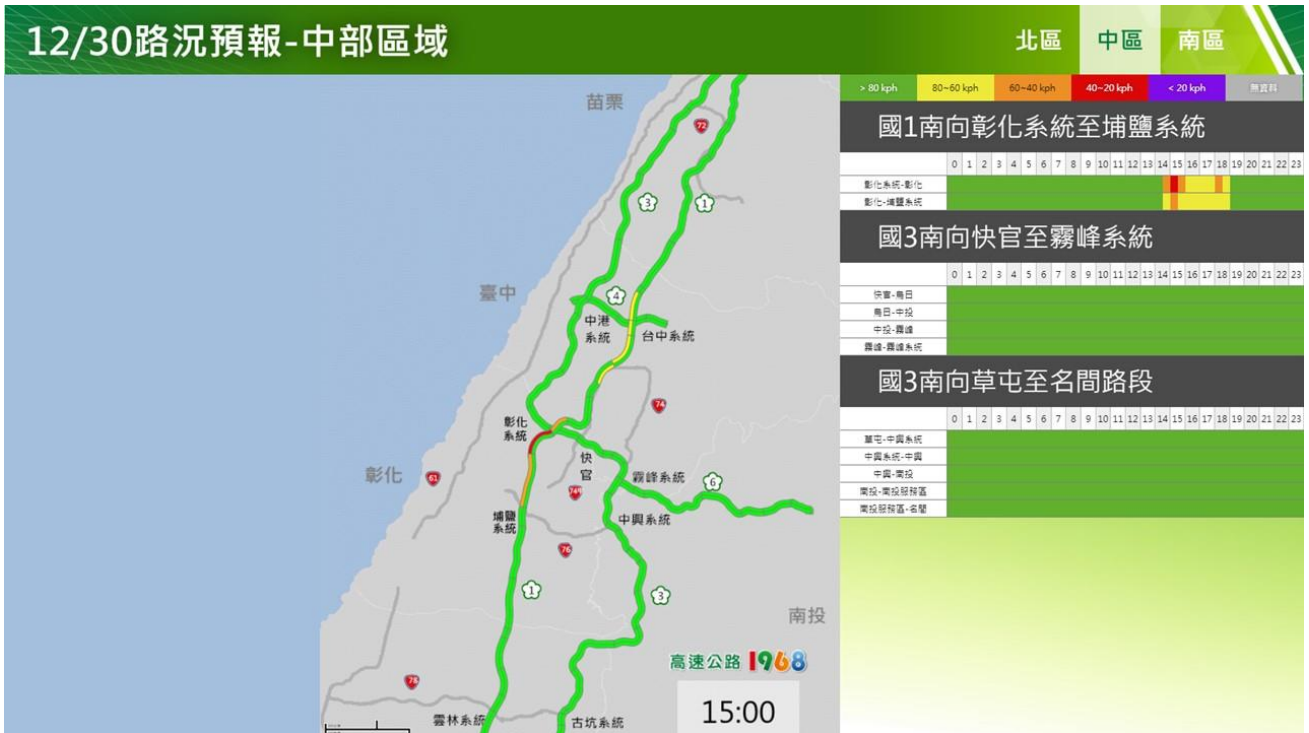 12/30路況預報-中部區域
北區 中區 南區
> 80 kph 80~60 kph 60~40 kph 40~20 kph < 20 kph 無資料
國1南向彰化系統至埔鹽系統
0 1 2 3 4 5 6 7 8 9 10 11 12 13 14 15 16 17 18 19 20 21 22 23
彰化系統-彰化
彰化-埔鹽系統
國3南向快官至霧峰系統
0 1 2 3 4 5 6 7 8 9 10 11 12 13 14 15 16 17 18 19 20 21 22 23
快官-烏日
烏日-中投
中投-霧峰
霧峰-霧峰系統
國3南向草屯至名間路段
0 1 2 3 4 5 6 7 8 9 10 11 12 13 14 15 16 17 18 19 20 21 22 23
草屯-中興系統
中興系統-中興
中興-南投
南投-南投服務區
南投服務區-名間
苗栗
72
3
1
臺中
4
中港
系統
台中系統
74
彰化
系統
快
官
彰化
61
霧峰系統
6
74甲
埔鹽
系統
中興系統
76
1
3
南投
高速公路 1968
78
雲林系統
古坑系統
15:00